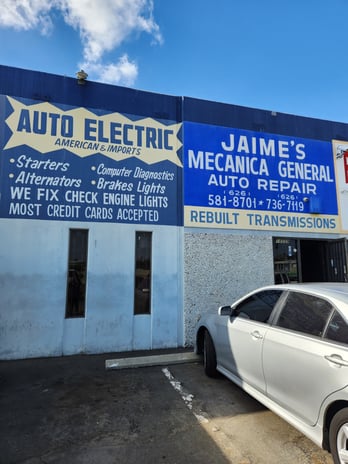 AUTO ELECTRIC
AMERICAN & IMPORTS
• Starters
• Computer Diagnostics
• Alternators
• Brakes Lights
WE FIX CHECK ENGINE LIGHTS
MOST CREDIT CARDS ACCEPTED
JAIME'S
MECANICA GENERAL
AUTO REPAIR
(626) (626)
581-8701 * 736-7119
REBUILT TRANSMISSIONS